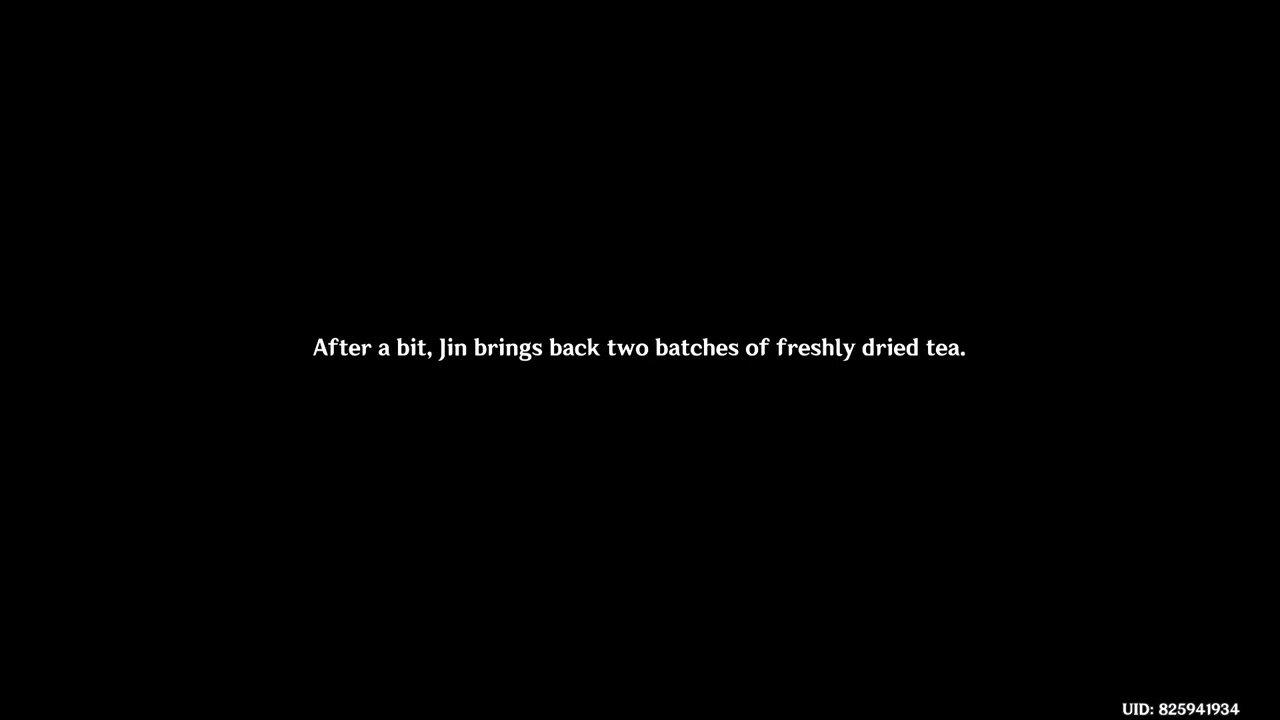 After a bit, Jin brings back two batches of freshly dried tea.
UID: 825941934